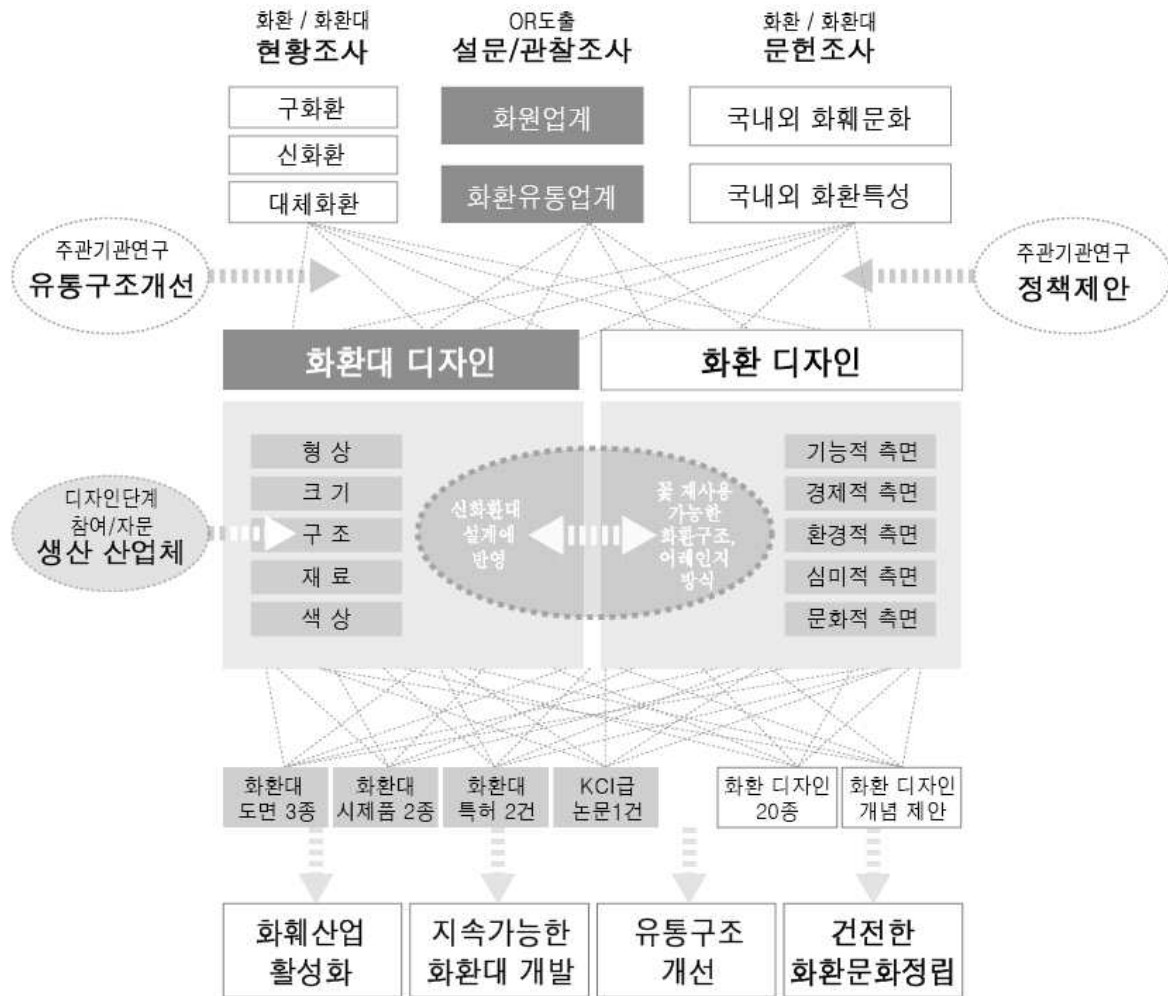 화환 / 화환대
현황조사
OR도출
설문/관찰조사
화환 / 화환대
문헌조사
구화환
신화환
대체화환
화원업계
화환유통업계
국내외 화훼문화
국내외 화환특성
주관기관연구
유통구조개선
주관기관연구
정책제안
화환대 디자인
화환 디자인
형 상
크 기
구 조
재 료
색 상
디자인단계
참여/자문
생산 산업체
신화환대
설계에
반영
꽃 재사용
가능한
화환구조,
어레인지
방식
기능적 측면
경제적 측면
환경적 측면
심미적 측면
문화적 측면
화환대
도면 3종
화환대
시제품 2종
화환대
특허 2건
KCI급
논문1건
화환 디자인
20종
화환 디자인
개념 제안
화훼산업
활성화
지속가능한
화환대 개발
유통구조
개선
건전한
화환문화정립